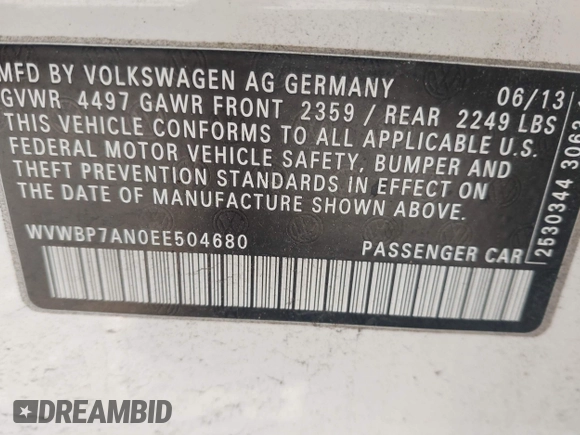 MFD BY VOLKSWAGEN AG GERMANY 06/13
GVWR 4497 GAWR FRONT 2359 / REAR 2249 LBS
THIS VEHICLE CONFORMS TO ALL APPLICABLE U.S.
FEDERAL MOTOR VEHICLE SAFETY, BUMPER AND
THEFT PREVENTION STANDARDS IN EFFECT ON
THE DATE OF MANUFACTURE SHOWN ABOVE.
WVWBP7AN0EE504680 PASSENGER CAR
2530344 306
DREAMBID